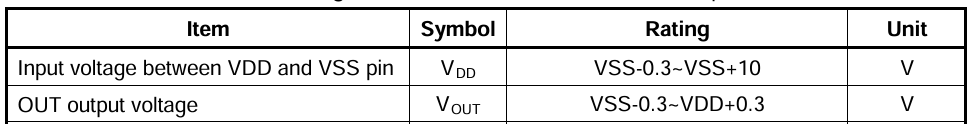 Item Symbol Rating Unit
Input voltage between VDD and VSS pin VDD VSS-0.3~VSS+10 V
OUT output voltage VOUT VSS-0.3~VDD+0.3 V